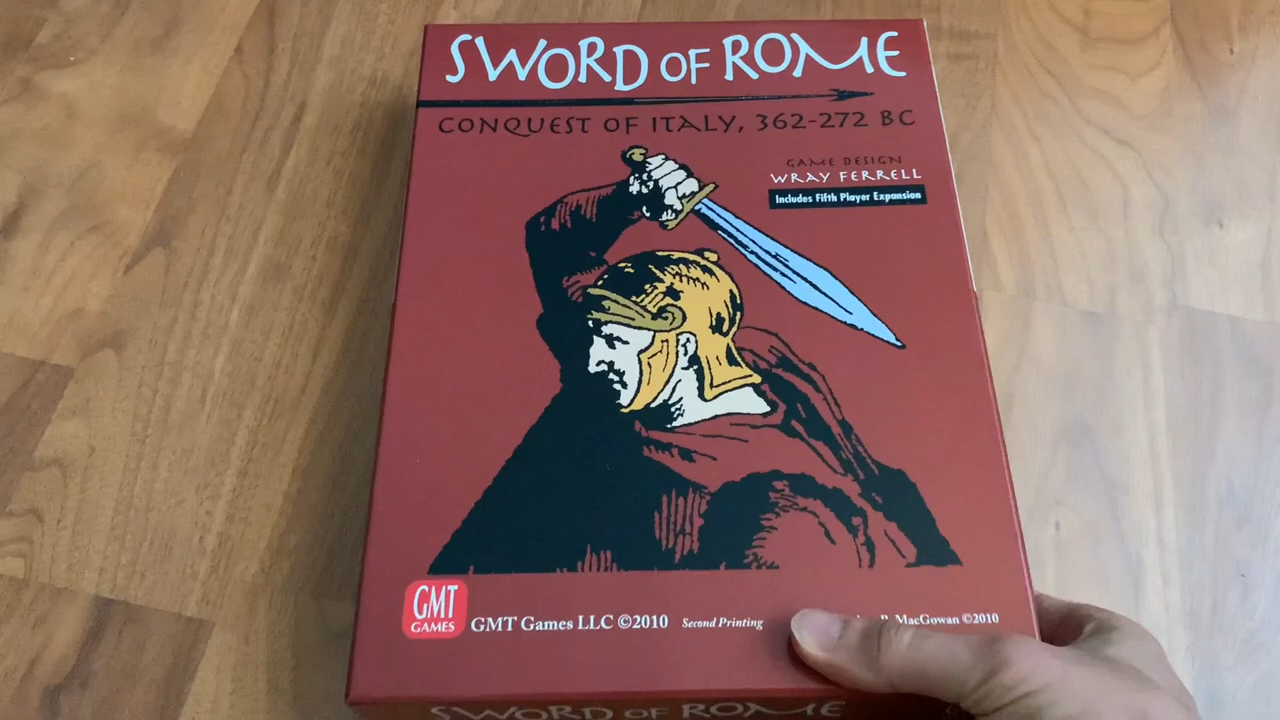 SWORD OF ROME
CONQUEST OF ITALY, 362-272 BC
GAME DESIGN
WRAY FERRELL
Includes Fifth Player Expansion
GMT
GAMES
GMT Games LLC ©2010 Second Printing B. MacGowan ©2010
SWORD OF ROME